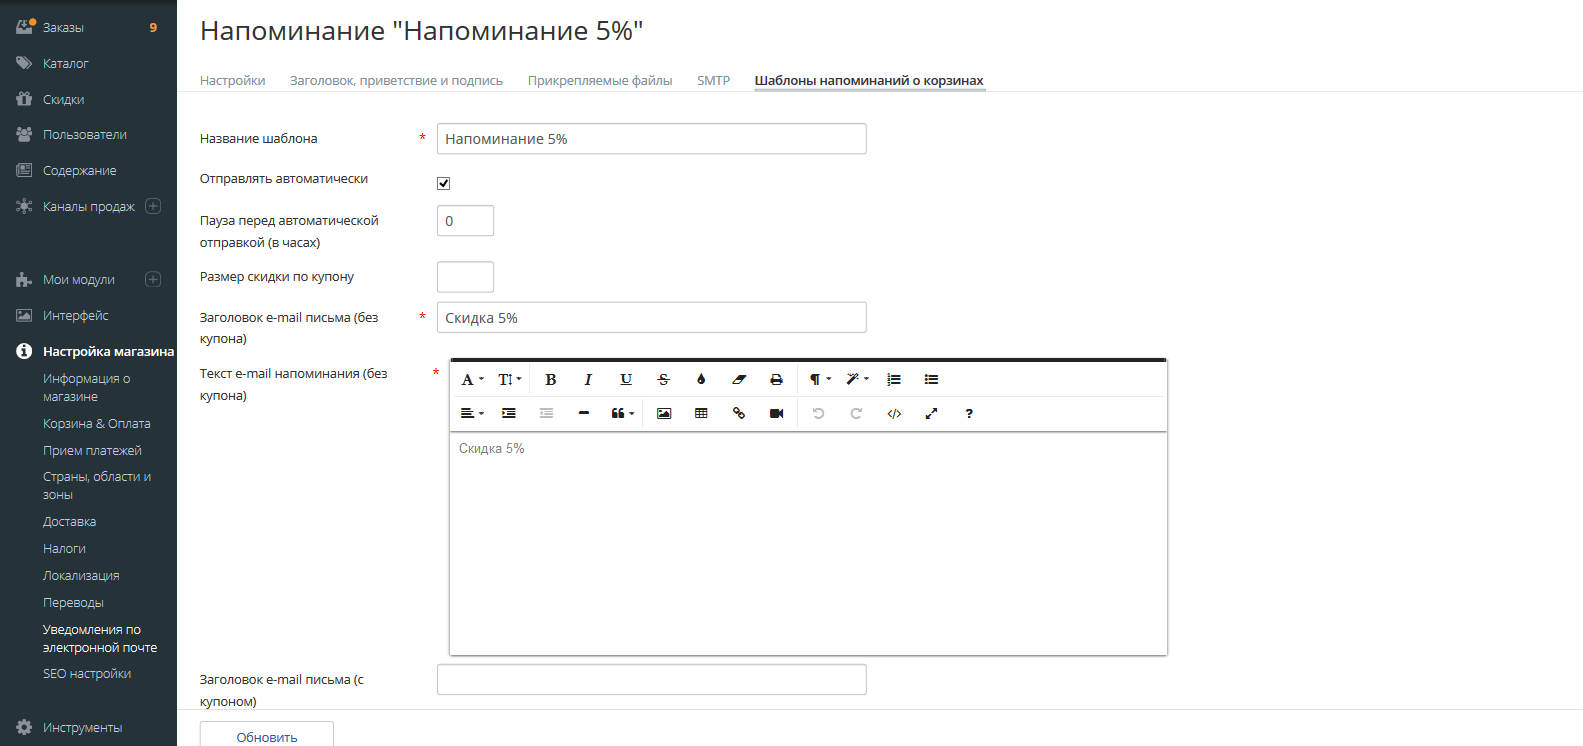 Заказы 9
Каталог
Скидки
Пользователи
Содержание
Каналы продаж
Мои модули
Интерфейс
Настройка магазина
Информация о
магазине
Корзина & Оплата
Прием платежей
Страны, области и
зоны
Доставка
Налоги
Локализация
Переводы
Уведомления по
электронной почте
SEO настройки
Инструменты
Напоминание "Напоминание 5%"
Настройки Заголовок, приветствие и подпись Прикрепляемые файлы SMTP Шаблоны напоминаний о корзинах
Название шаблона * Напоминание 5%
Отправлять автоматически
Пауза перед автоматической
отправкой (в часах) 0
Размер скидки по купону
Заголовок e-mail письма (без
купона) * Скидка 5%
Текст e-mail напоминания (без
купона) *
Скидка 5%
Заголовок e-mail письма (с
купоном)
Обновить